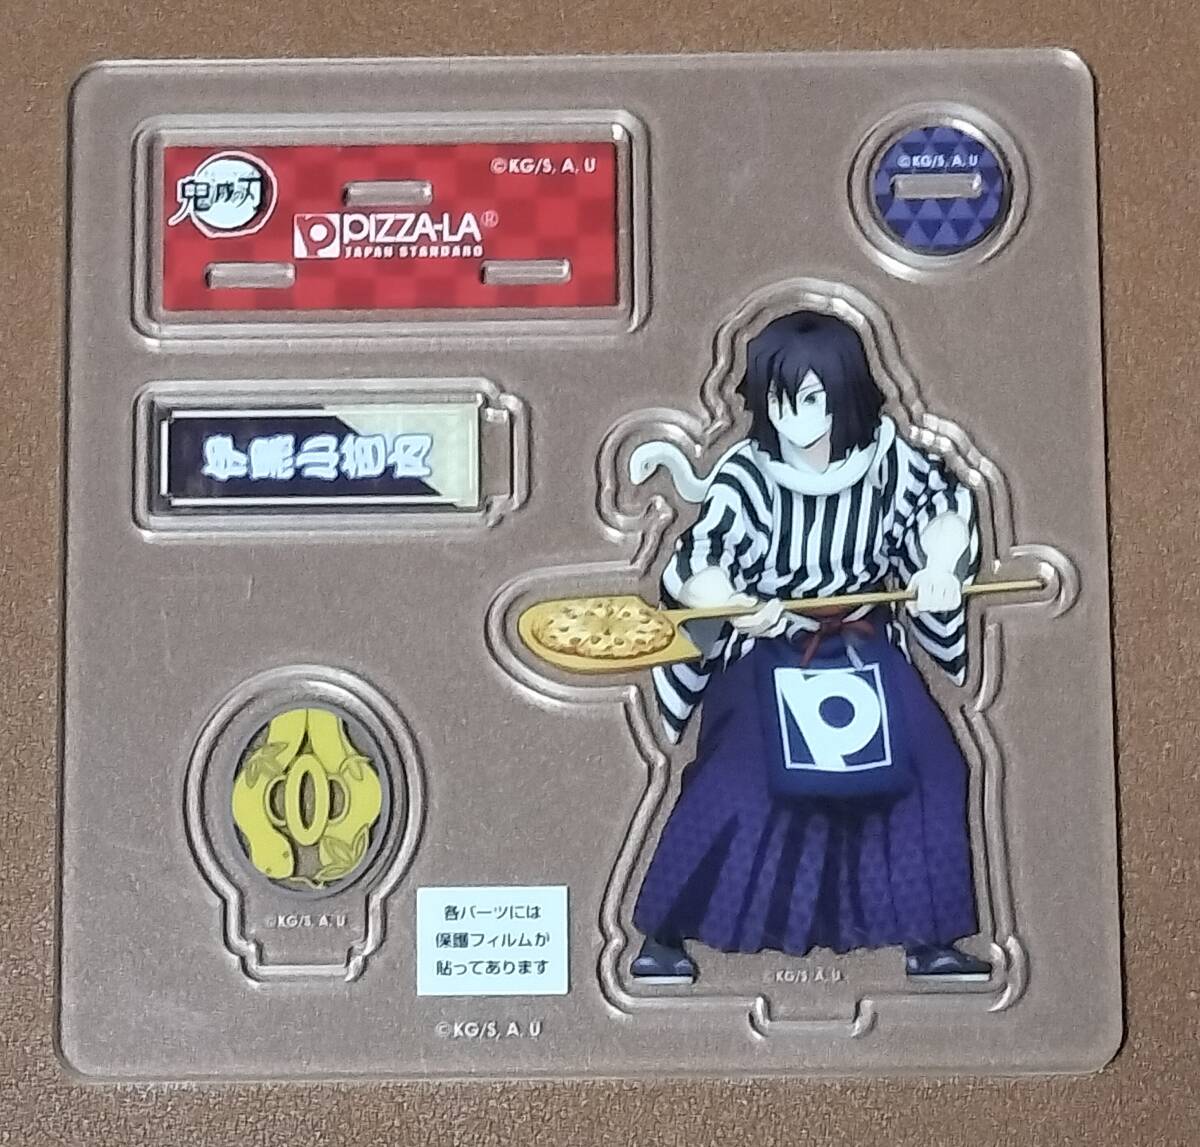 ©KG/S, A, U
鬼滅の刃
PIZZA-LA®
JAPAN STANDARD
©KG/S, A, U
伊黒小芭内
©KG/S, A, U
各パーツには
保護フィルムが
貼ってあります
©KG/S, A, U
©KG/S, A, U